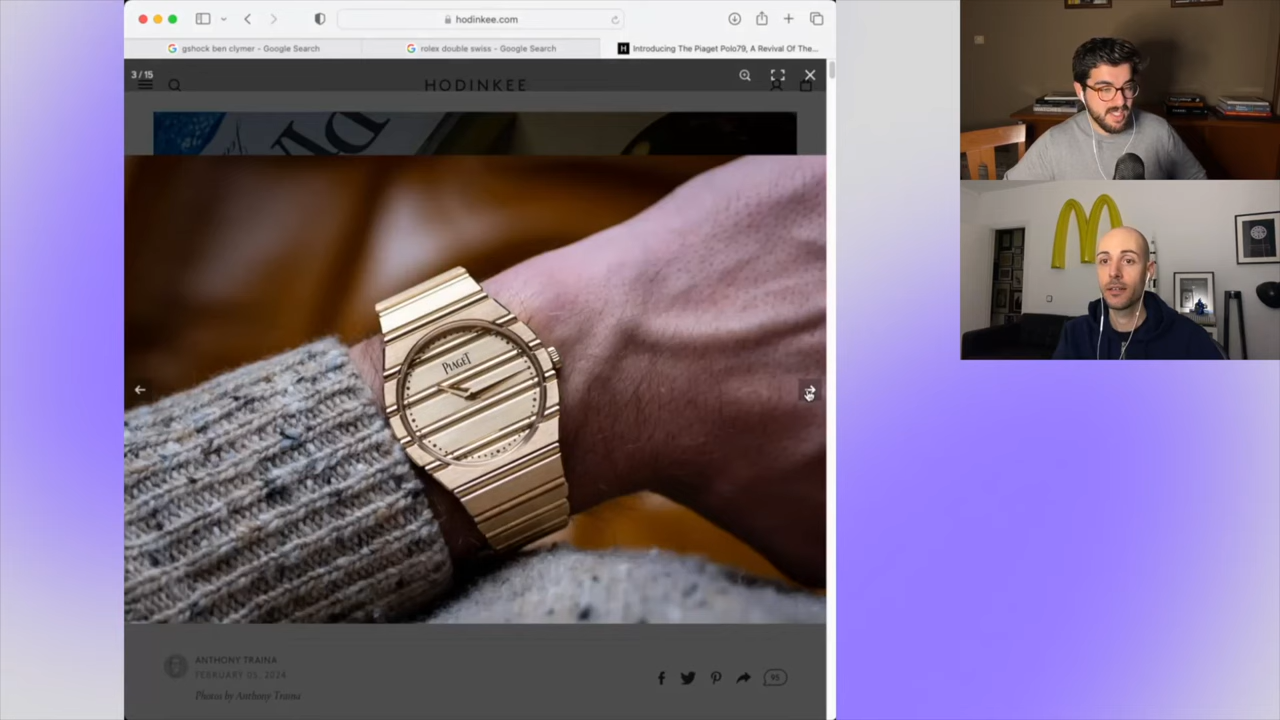 hodinkee.com
gshock ben clymer - Google Search
rolex double swiss - Google Search
H Introducing The Piaget Polo79, A Revival Of The...
3 / 15
HODINKEE
PIAGET
ANTHONY TRAINA
FEBRUARY 05, 2024
Photos by Anthony Traina
95